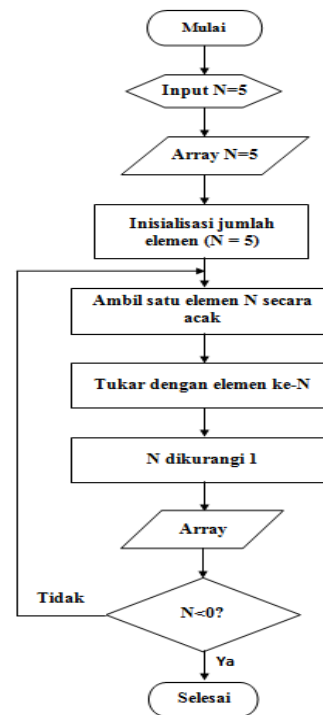 Mulai
Input N=5
Array N=5
Inisialisasi jumlah
elemen (N = 5)
Ambil satu elemen N secara
acak
Tukar dengan elemen ke-N
N dikurangi 1
Array
Tidak
N<0?
Ya
Selesai